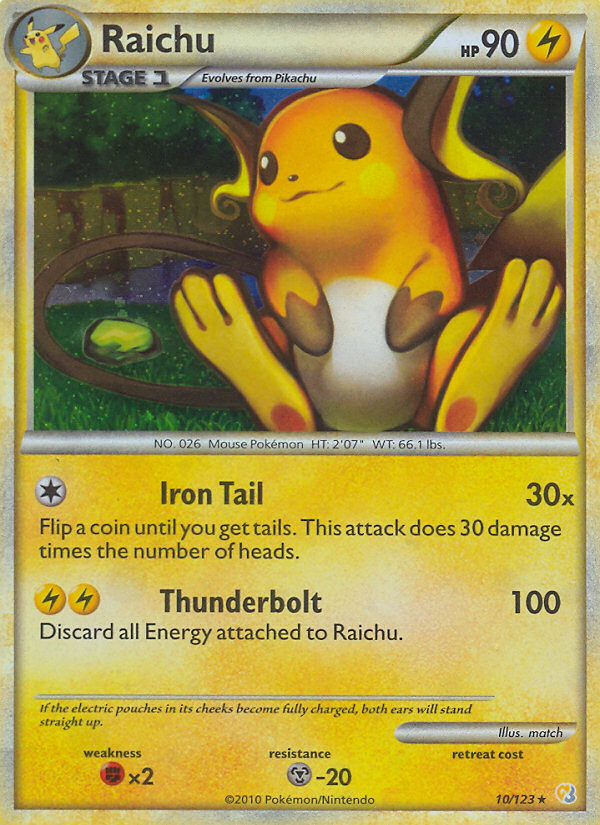 Raichu
HP 90
STAGE 1
Evolves from Pikachu
NO. 026 Mouse Pokémon HT: 2'07" WT: 66.1 lbs.
Iron Tail 30x
Flip a coin until you get tails. This attack does 30 damage
times the number of heads.
Thunderbolt 100
Discard all Energy attached to Raichu.
If the electric pouches in its cheeks become fully charged, both ears will stand
straight up.
Illus. match
weakness resistance retreat cost
x2 -20
©2010 Pokémon/Nintendo 10/123★